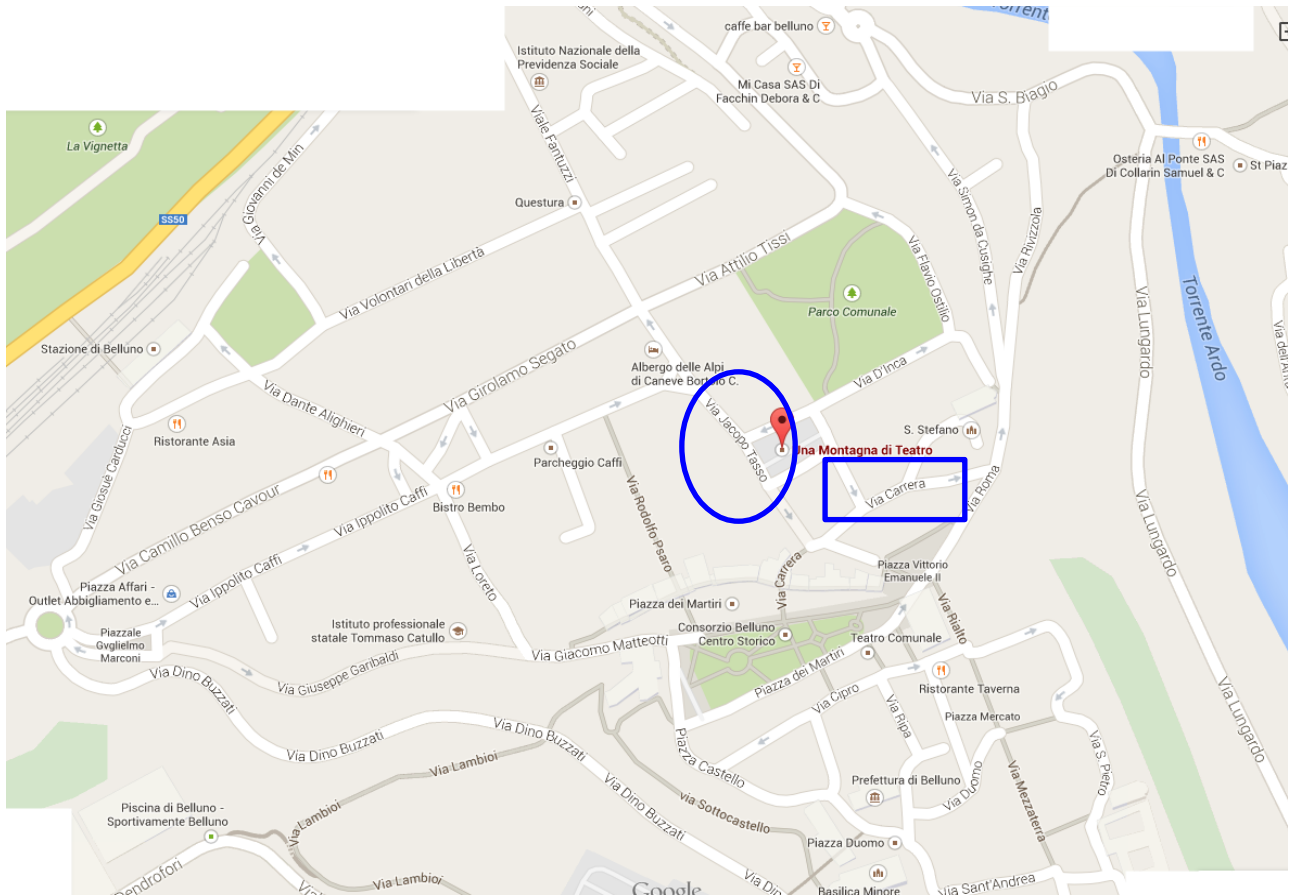 Torrent
caffe bar belluno
Istituto Nazionale della
Previdenza Sociale
Mi Casa SAS Di
Facchin Debora & C
Via S. Biagio
La Vignetta
Viale Fantuzzi
Via Giovanni de Min
Osteria Al Ponte SAS
Di Collarin Samuel & C
St Piaz
Via Simon da Cusighe
Questura
SS50
Via Rivizzola
Via Attilio Tissi
Via Flavio Ostilio
Via Volontari della Libertà
Torrente Ardo
Via Lungardo
Parco Comunale
Stazione di Belluno
Via Girolamo Segato
Albergo delle Alpi
di Caneve Bortolo C.
Via D'Inca
Via Dante Alighieri
Via Jacopo Tasso
Ristorante Asia
S. Stefano
Una Montagna di Teatro
Parcheggio Caffi
Via Giosuè Carducci
Via Camillo Benso Cavour
Bistro Bembo
Via Ippolito Caffi
Via Rodolfo Psaro
Via Carrera
Via Roma
Via Lungardo
Via Loreto
Piazza Vittorio
Emanuele II
Piazza Affari -
Outlet Abbigliamento e...
Via Ippolito Caffi
Via Carrera
Piazza dei Martiri
Via Rialto
Istituto professionale
statale Tommaso Catullo
Consorzio Belluno
Centro Storico
Teatro Comunale
Piazzale
Gvglielmo
Marconi
Via Giacomo Matteotti
Via Giuseppe Garibaldi
Piazza dei Martiri
Via Cipro
Ristorante Taverna
Via Dino Buzzati
Via Ripa
Piazza Mercato
Via Lungardo
Via Dino Buzzati
Via Dino Buzzati
Piazza Castello
Via S. Pietro
Via Lambioi
Prefettura di Belluno
Via Duomo
Via Mezzaterra
Via Dino Buzzati
via Sottocastello
Piscina di Belluno -
Sportivamente Belluno
Via Lambioi
Piazza Duomo
Dendrofori
Via Lambioi
Google
Basilica Minore
Via Sant'Andrea